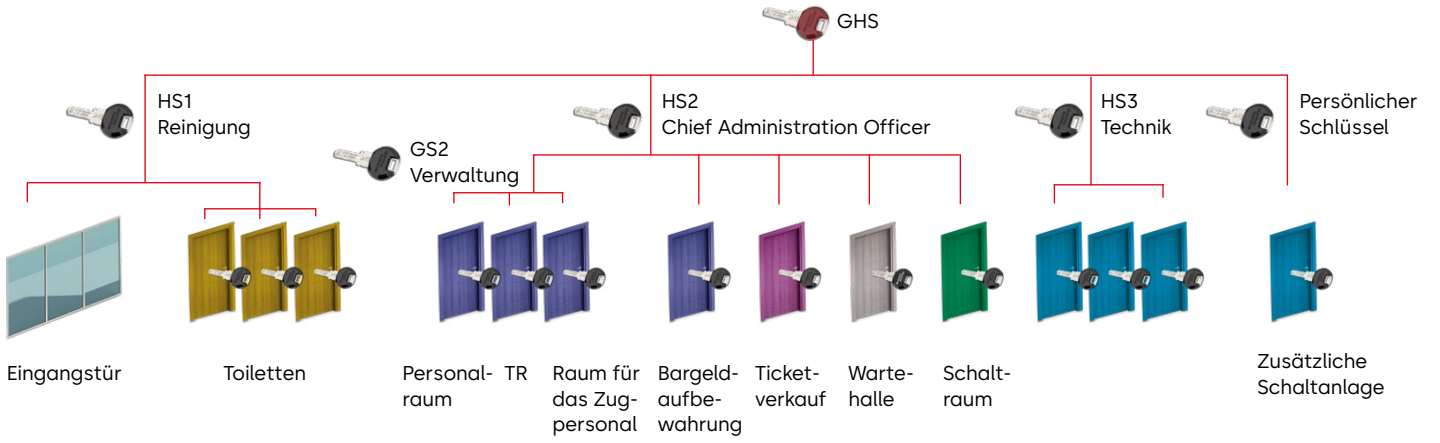 GHS
HS1
Reinigung
HS2
Chief Administration Officer
HS3
Technik
Persönlicher
Schlüssel
GS2
Verwaltung
Eingangstür
Toiletten
Personal-
raum
TR
Raum für
das Zug-
personal
Bargeld-
aufbe-
wahrung
Ticket-
verkauf
Warte-
halle
Schalt-
raum
Zusätzliche
Schaltanlage